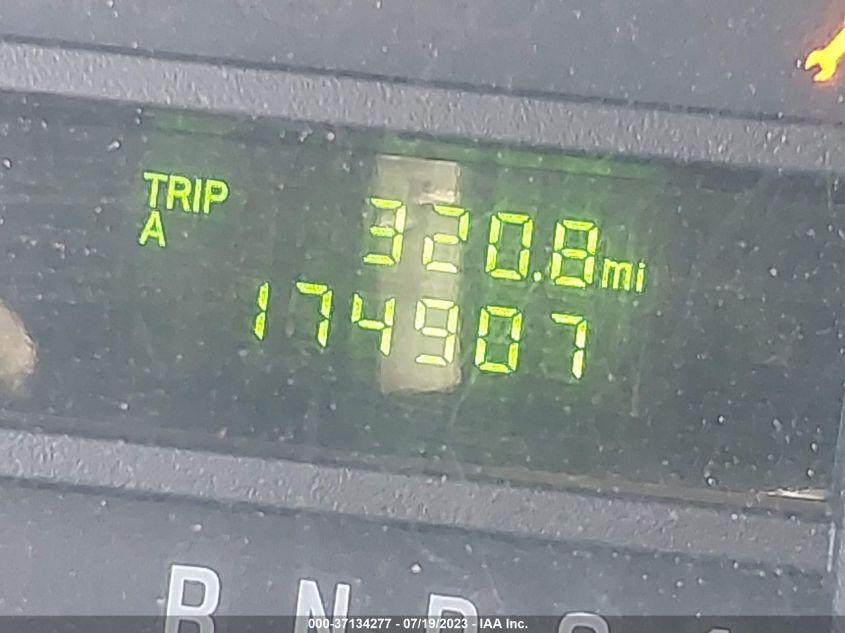 TRIP
A
320.8mi
174907
R N D
000-37134277 - 07/19/2023 - IAA Inc.